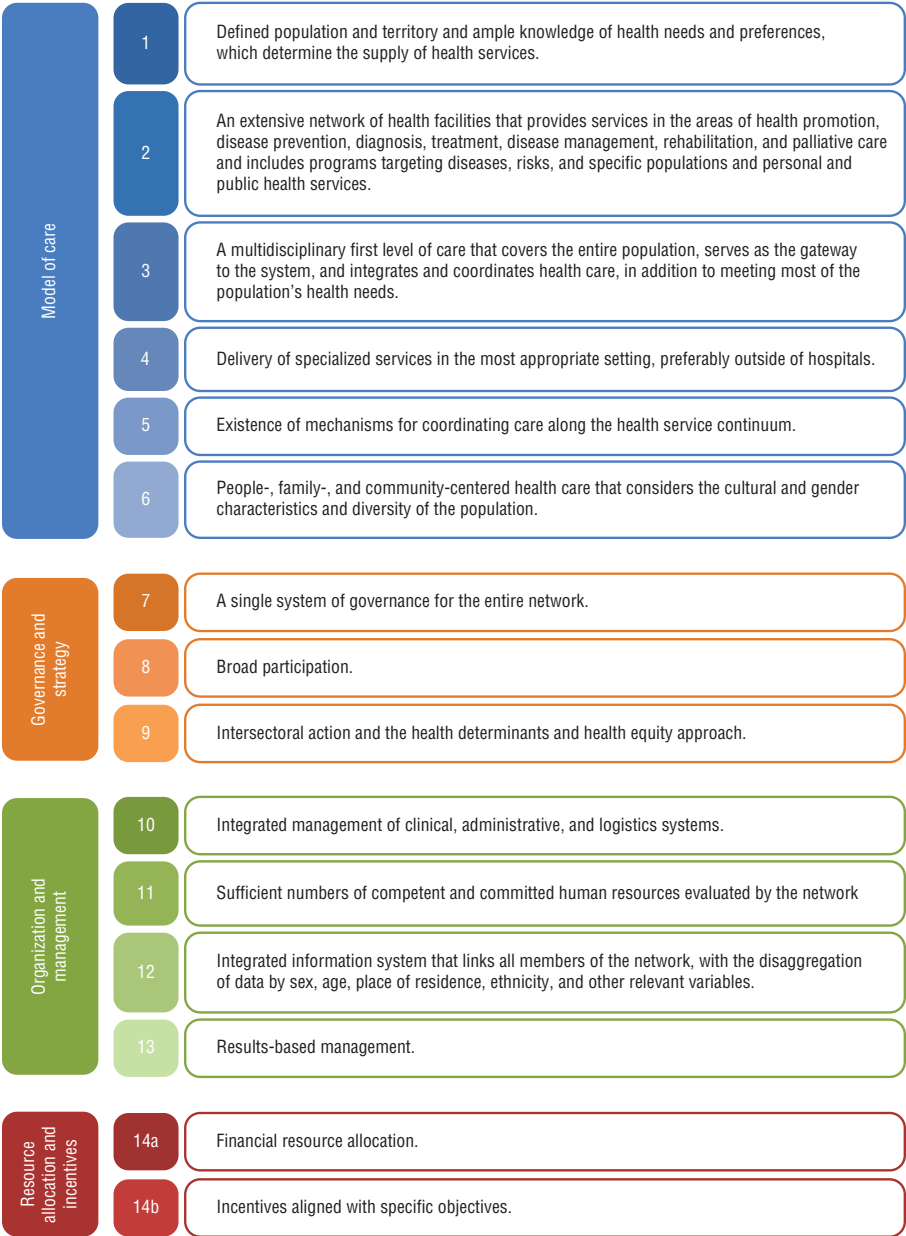 Model of care
1
Defined population and territory and ample knowledge of health needs and preferences,
which determine the supply of health services.
2
An extensive network of health facilities that provides services in the areas of health promotion,
disease prevention, diagnosis, treatment, disease management, rehabilitation, and palliative care
and includes programs targeting diseases, risks, and specific populations and personal and
public health services.
3
A multidisciplinary first level of care that covers the entire population, serves as the gateway
to the system, and integrates and coordinates health care, in addition to meeting most of the
population’s health needs.
4
Delivery of specialized services in the most appropriate setting, preferably outside of hospitals.
5
Existence of mechanisms for coordinating care along the health service continuum.
6
People-, family-, and community-centered health care that considers the cultural and gender
characteristics and diversity of the population.
Governance and
strategy
7
A single system of governance for the entire network.
8
Broad participation.
9
Intersectoral action and the health determinants and health equity approach.
Organization and
management
10
Integrated management of clinical, administrative, and logistics systems.
11
Sufficient numbers of competent and committed human resources evaluated by the network
12
Integrated information system that links all members of the network, with the disaggregation
of data by sex, age, place of residence, ethnicity, and other relevant variables.
13
Results-based management.
Resource
allocation and
incentives
14a
Financial resource allocation.
14b
Incentives aligned with specific objectives.